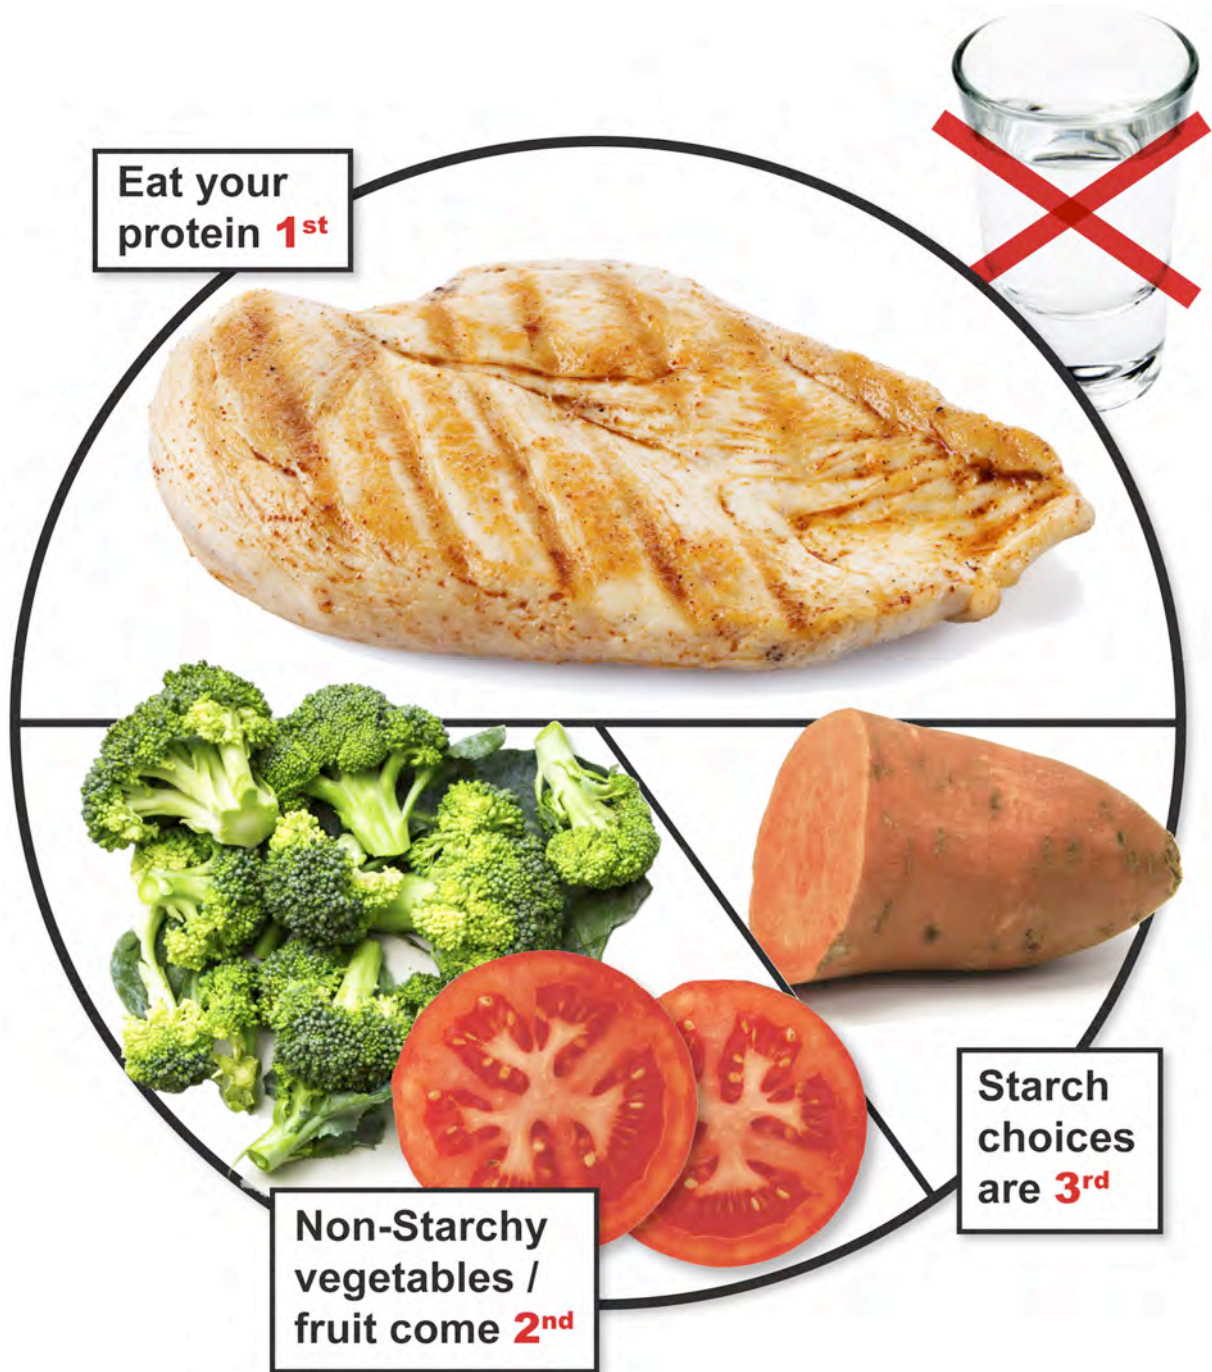 Eat your
protein 1st
Starch
choices
are 3rd
Non-Starchy
vegetables /
fruit come 2nd